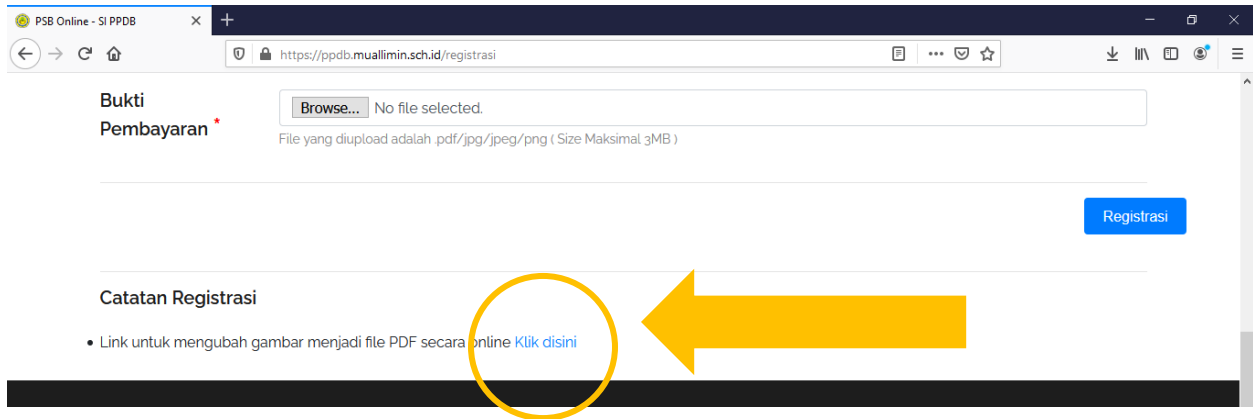 PSB Online - SI PPDB
https://ppdb.muallimin.sch.id/registrasi
Bukti
Pembayaran *
Browse... No file selected.
File yang diupload adalah .pdf/jpg/jpeg/png ( Size Maksimal 3MB )
Registrasi
Catatan Registrasi
• Link untuk mengubah gambar menjadi file PDF secara online Klik disini